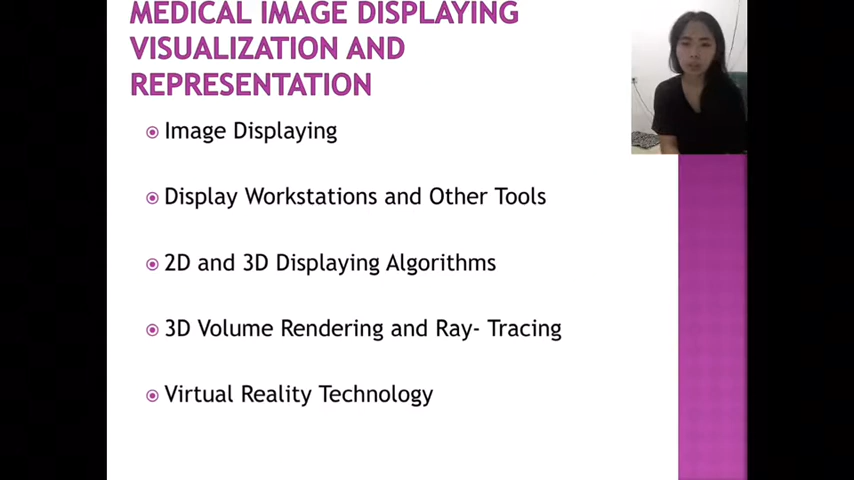 MEDICAL IMAGE DISPLAYING
VISUALIZATION AND
REPRESENTATION
Image Displaying
Display Workstations and Other Tools
2D and 3D Displaying Algorithms
3D Volume Rendering and Ray- Tracing
Virtual Reality Technology